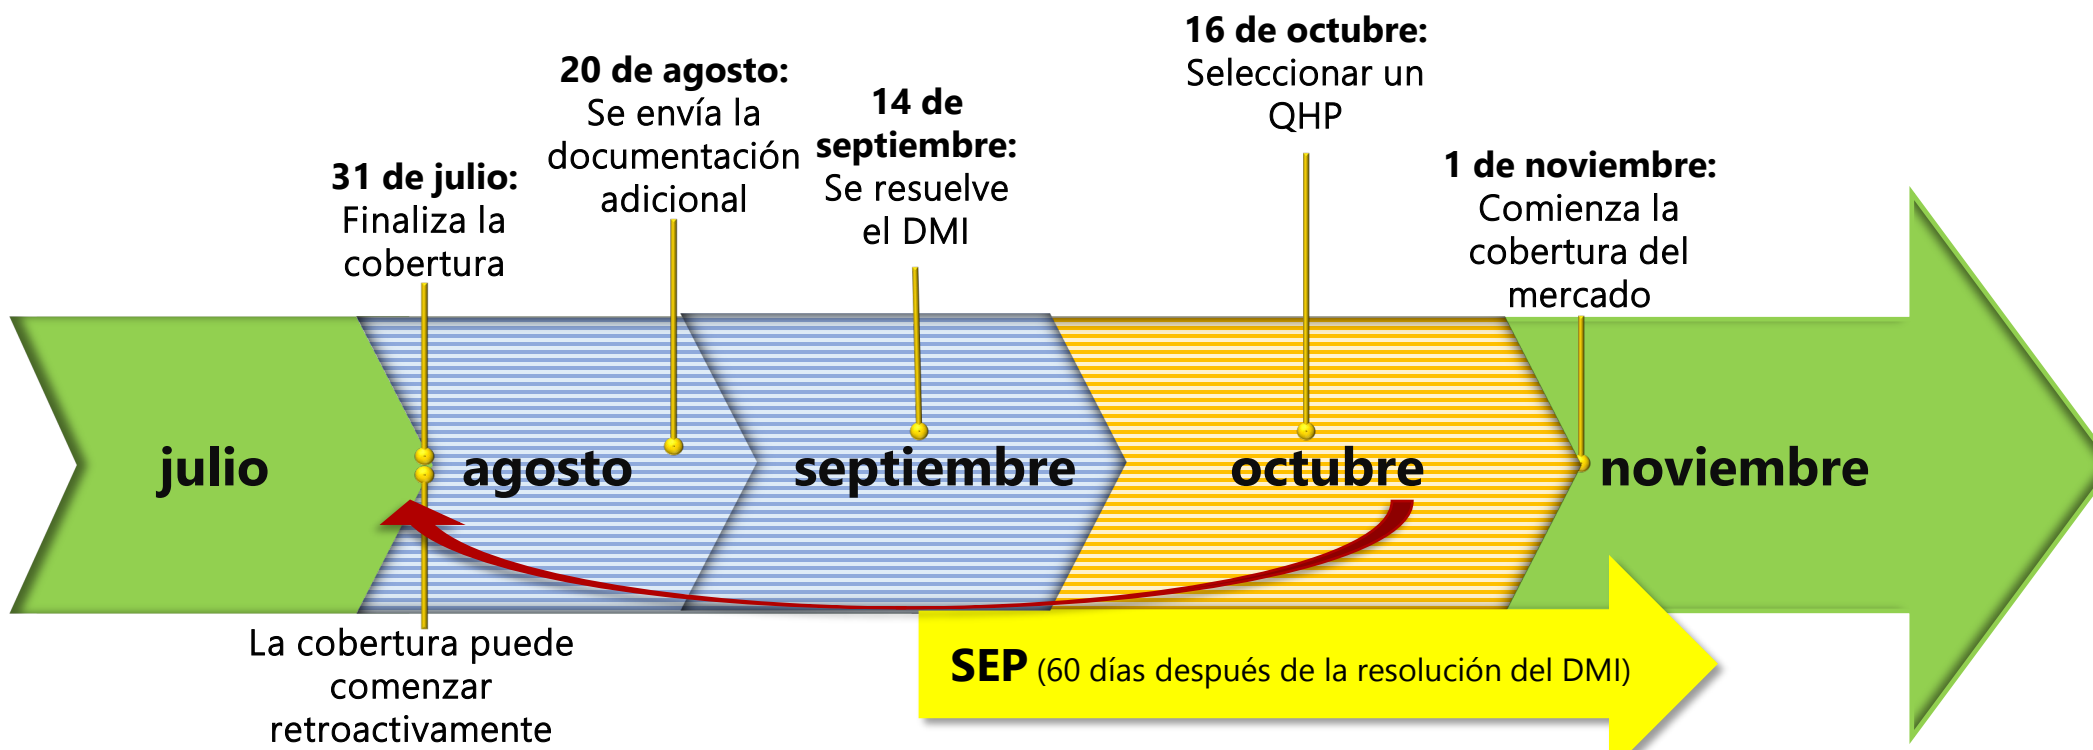 31 de julio:
Finaliza la
cobertura
20 de agosto:
Se envía la
documentación
adicional
14 de
septiembre:
Se resuelve
el DMI
16 de octubre:
Seleccionar un
QHP
1 de noviembre:
Comienza la
cobertura del
mercado
julio
agosto
septiembre
octubre
noviembre
La cobertura puede
comenzar
retroactivamente
SEP (60 días después de la resolución del DMI)